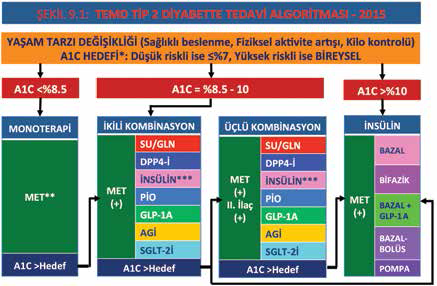 ŞEKİL 9.1: TEMD TİP 2 DİYABETTE TEDAVİ ALGORİTMASI - 2015
YAŞAM TARZI DEĞİŞİKLİĞİ (Sağlıklı beslenme, Fiziksel aktivite artışı, Kilo kontrolü)
A1C HEDEFİ*: Düşük riskli ise ≤%7, Yüksek riskli ise BİREYSEL
A1C <%8.5
A1C = %8.5 - 10
A1C >%10
MONOTERAPİ
MET**
A1C >Hedef
İKİLİ KOMBİNASYON
MET
(+)
SU/GLN
DPP4-İ
İNSÜLİN***
PİO
GLP-1A
AGİ
SGLT-2İ
A1C >Hedef
ÜÇLÜ KOMBİNASYON
MET
(+)
II. İlaç
(+)
SU/GLN
DPP4-İ
İNSÜLİN***
PİO
GLP-1A
AGİ
SGLT-2İ
A1C >Hedef
İNSÜLİN
MET
(+)
BAZAL
BİFAZİK
BAZAL +
GLP-1A
BAZAL-
BOLÜS
POMPA